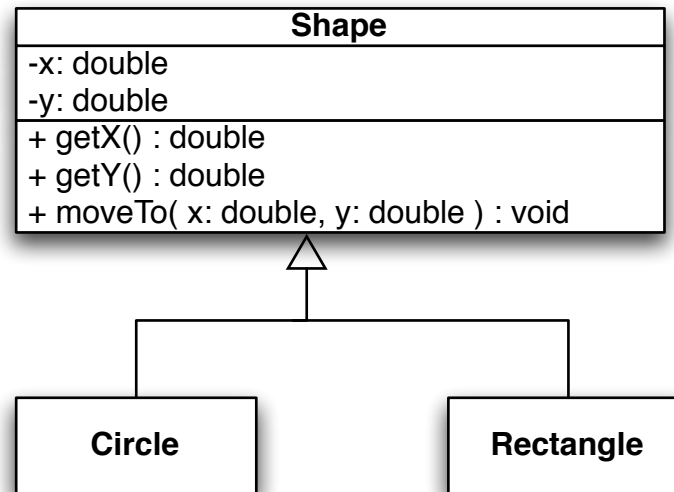 Shape
-x: double
-y: double
+ getX() : double
+ getY() : double
+ moveTo( x: double, y: double ) : void
Circle
Rectangle